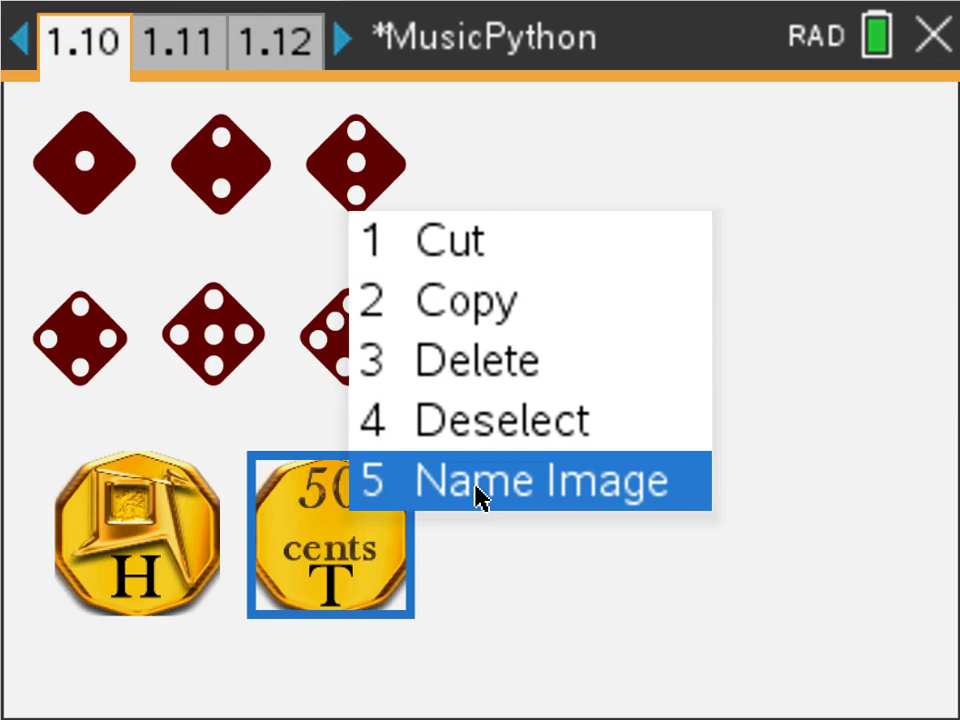 1.10 1.11 1.12 *MusicPython RAD
1 Cut
2 Copy
3 Delete
4 Deselect
5 Name Image
50
cents
H T